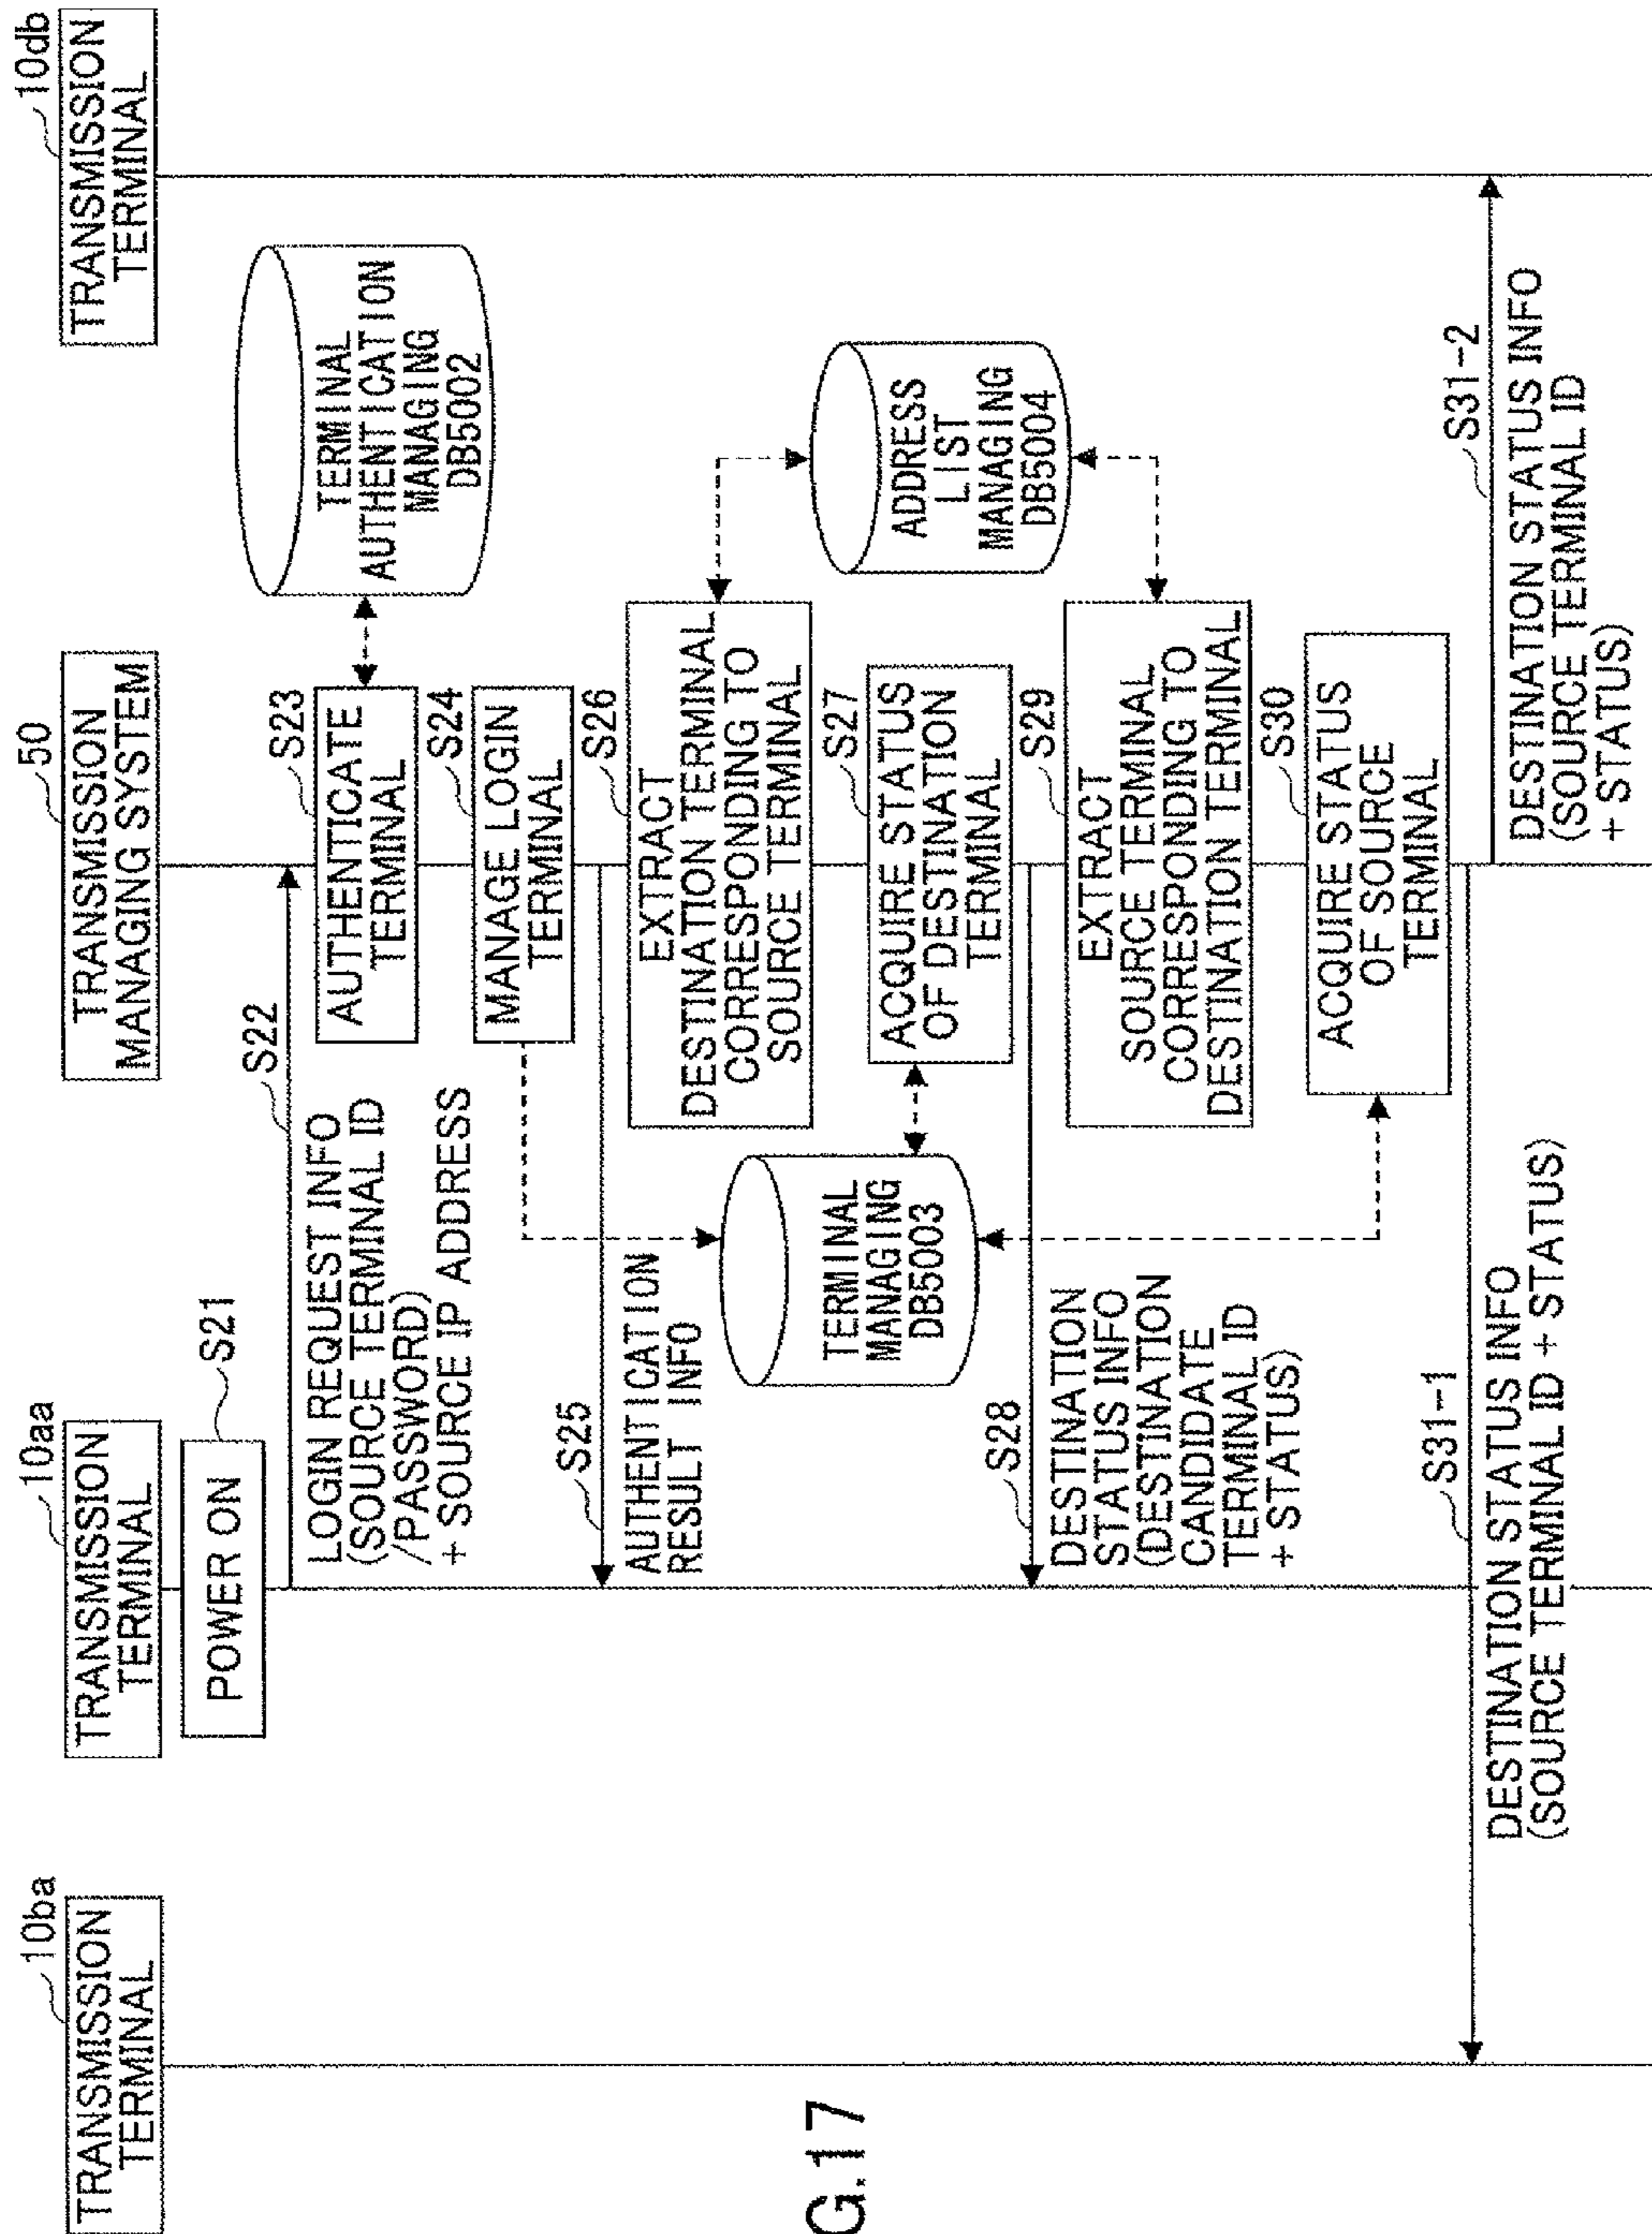 G.17
10ba
TRANSMISSION
TERMINAL
10aa
TRANSMISSION
TERMINAL
50
TRANSMISSION
MANAGING SYSTEM
10db
TRANSMISSION
TERMINAL
POWER ON
S21
S22
LOGIN REQUEST INFO
(SOURCE TERMINAL ID
/PASSWORD)
+ SOURCE IP ADDRESS
S23
AUTHENTICATE
TERMINAL
TERMINAL
AUTHENTICATION
MANAGING
DB5002
S24
MANAGE LOGIN
TERMINAL
S25
AUTHENTICATION
RESULT INFO
S26
EXTRACT
DESTINATION TERMINAL
CORRESPONDING TO
SOURCE TERMINAL
TERMINAL
MANAGING
DB5003
ADDRESS
LIST
MANAGING
DB5004
S27
ACQUIRE STATUS
OF DESTINATION
TERMINAL
S28
DESTINATION
STATUS INFO
(DESTINATION
CANDIDATE
TERMINAL ID
+ STATUS)
S29
EXTRACT
SOURCE TERMINAL
CORRESPONDING TO
DESTINATION TERMINAL
S30
ACQUIRE STATUS
OF SOURCE
TERMINAL
S31-1
DESTINATION STATUS INFO
(SOURCE TERMINAL ID + STATUS)
S31-2
DESTINATION STATUS INFO
(SOURCE TERMINAL ID
+ STATUS)